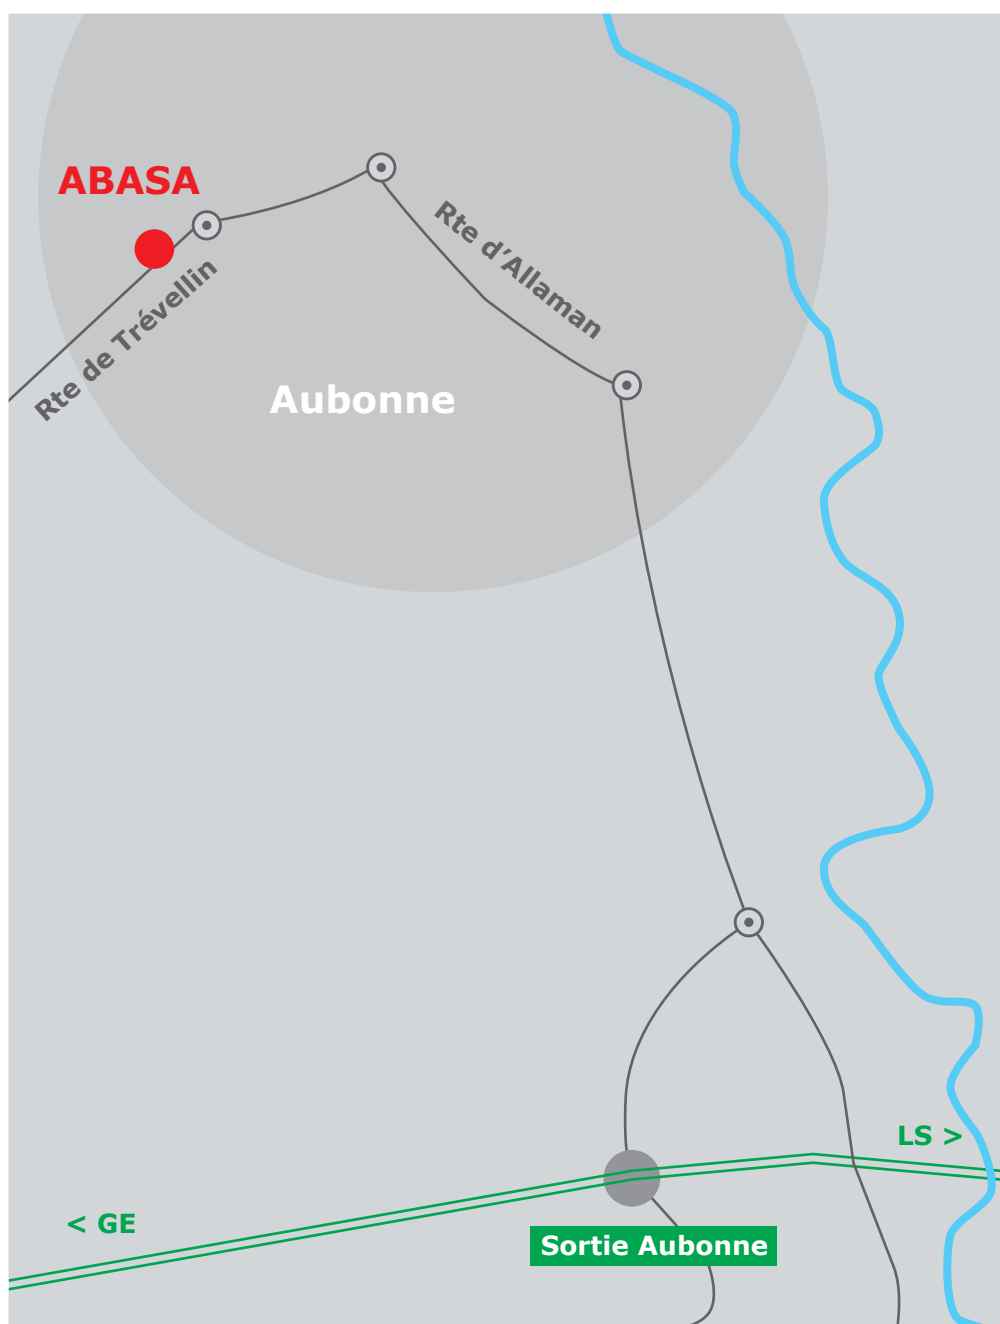 ABASA
Rte d’Allaman
Rte de Trévellin
Aubonne
LS >
< GE
Sortie Aubonne